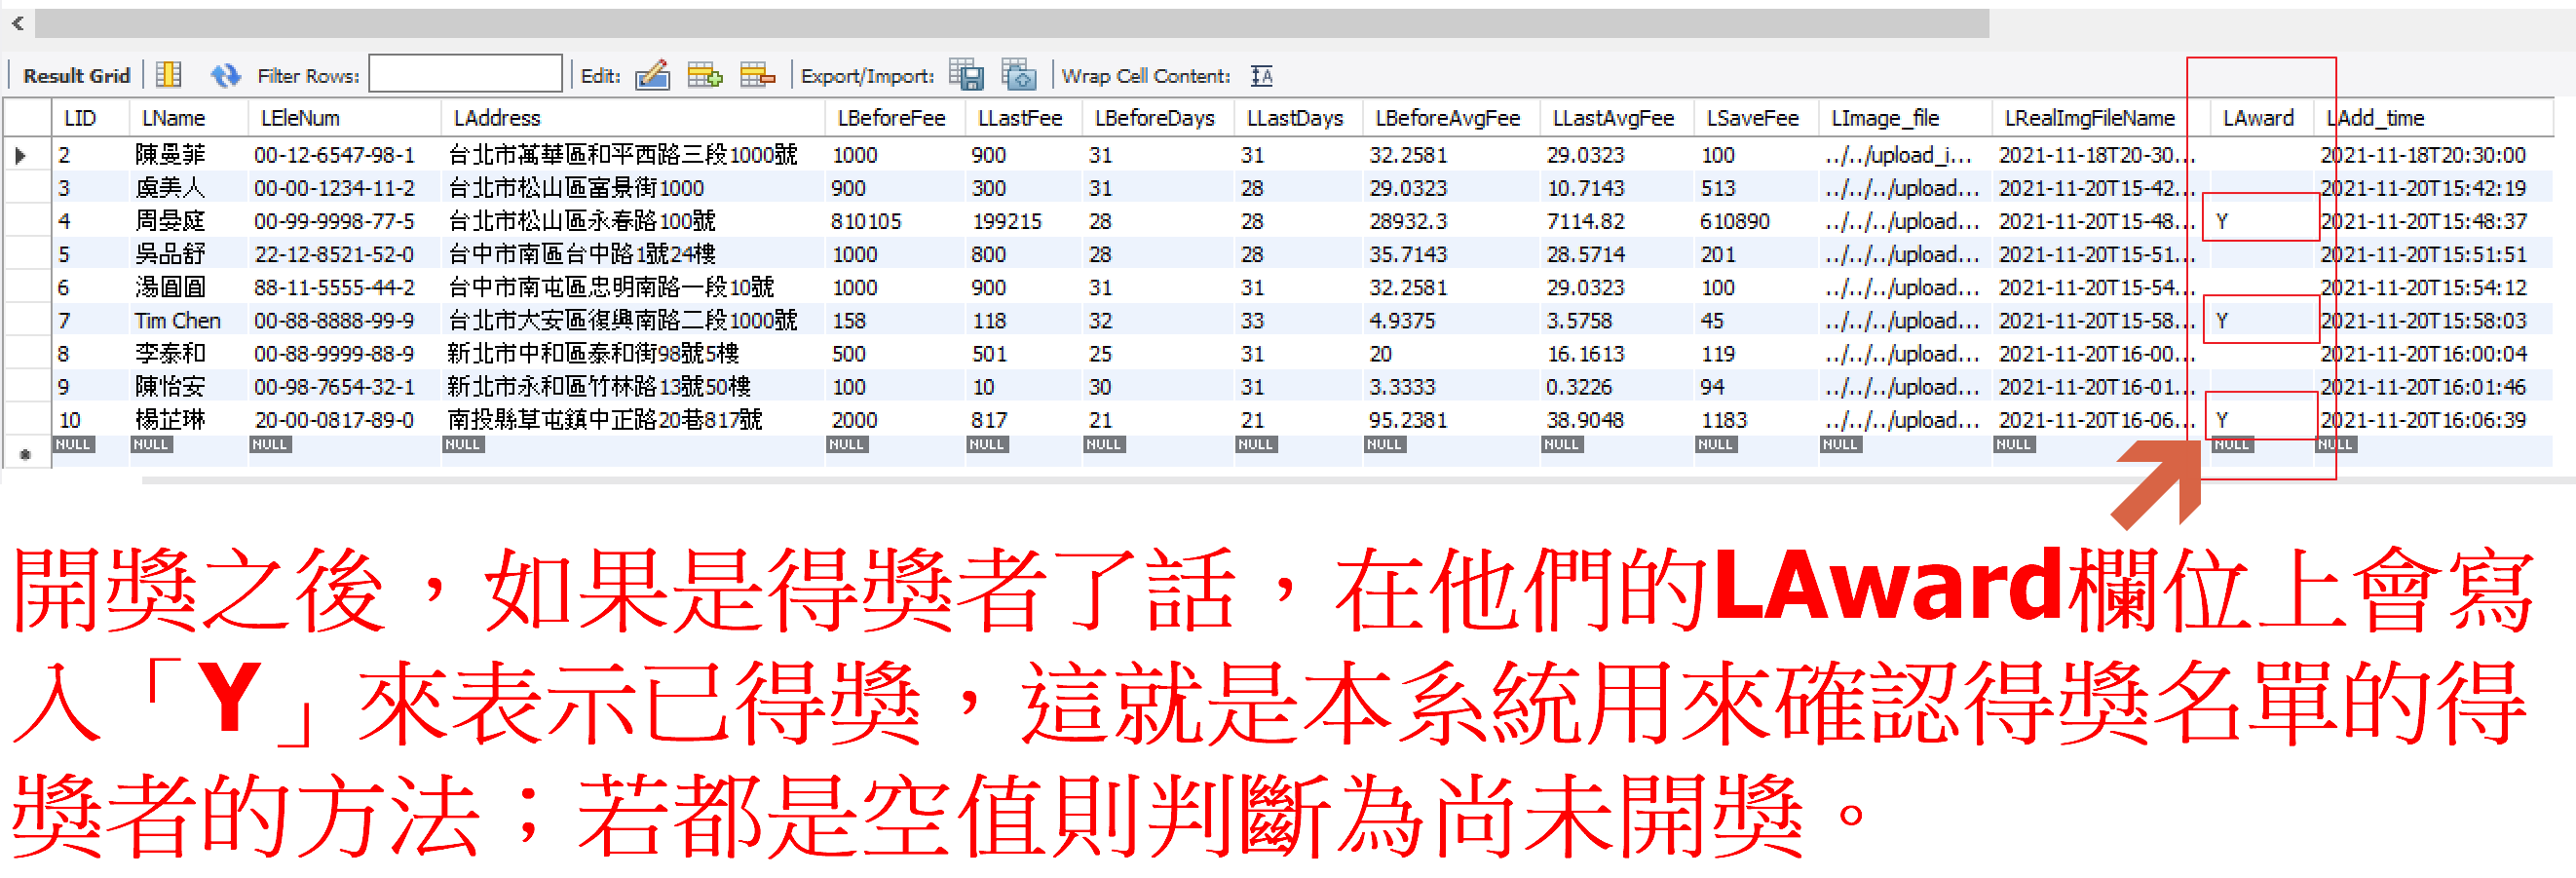 Result Grid Filter Rows: Edit: Export/Import: Wrap Cell Content:
LID LName LEleNum LAddress LBeforeFee LLastFee LBeforeDays LLastDays LBeforeAvgFee LLastAvgFee LSaveFee LImage_file LRealImgFileName LAward LAdd_time
2 陳曼菲 00-12-6547-98-1 台北市萬華區和平西路三段1000號 1000 900 31 31 32.2581 29.0323 100 ../../upload_i... 2021-11-18T20-30... 2021-11-18T20:30:00
3 虞美人 00-00-1234-11-2 台北市松山區富景街1000 900 300 31 28 29.0323 10.7143 513 ../../upload... 2021-11-20T15-42... 2021-11-20T15:42:19
4 周晏庭 00-99-9998-77-5 台北市松山區永春路100號 810105 199215 28 28 28932.3 7114.82 610890 ../../upload... 2021-11-20T15-48... Y 2021-11-20T15:48:37
5 吳品舒 22-12-8521-52-0 台中市南區台中路1號24樓 1000 800 28 28 35.7143 28.5714 201 ../../upload... 2021-11-20T15-51... 2021-11-20T15:51:51
6 湯圓圓 88-11-5555-44-2 台中市南屯區忠明南路一段10號 1000 900 31 31 32.2581 29.0323 100 ../../upload... 2021-11-20T15-54... 2021-11-20T15:54:12
7 Tim Chen 00-88-8888-99-9 台北市大安區復興南路二段1000號 158 118 32 33 4.9375 3.5758 45 ../../upload... 2021-11-20T15-58... Y 2021-11-20T15:58:03
8 李泰和 00-88-9999-88-9 新北市中和區泰和街98號5樓 500 501 25 31 20 16.1613 119 ../../upload... 2021-11-20T16-00... 2021-11-20T16:00:04
9 陳怡安 00-98-7654-32-1 新北市永和區竹林路13號50樓 100 10 30 31 3.3333 0.3226 94 ../../upload... 2021-11-20T16-01... 2021-11-20T16:01:46
10 楊芷琳 20-00-0817-89-0 南投縣草屯鎮中正路20巷817號 2000 817 21 21 95.2381 38.9048 1183 ../../upload... 2021-11-20T16-06... Y 2021-11-20T16:06:39
NULL NULL NULL NULL NULL NULL NULL NULL NULL NULL NULL NULL NULL NULL NULL
開獎之後，如果是得獎者了話，在他們的LAward欄位上會寫
入「Y」來表示已得獎，這就是本系統用來確認得獎名單的得
獎者的方法；若都是空值則判斷為尚未開獎。